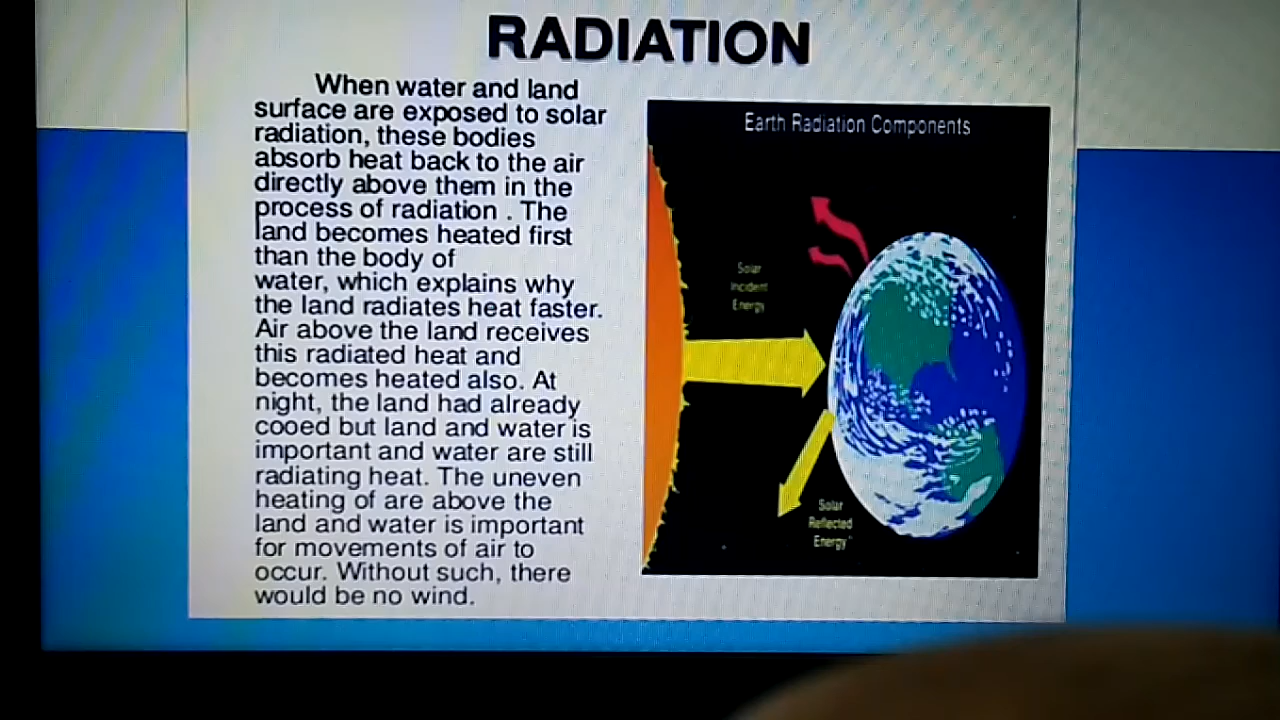 RADIATION
When water and land
surface are exposed to solar
radiation, these bodies
absorb heat back to the air
directly above them in the
process of radiation . The
land becomes heated first
than the body of
water, which explains why
the land radiates heat faster.
Air above the land receives
this radiated heat and
becomes heated also. At
night, the land had already
cooed but land and water is
important and water are still
radiating heat. The uneven
heating of are above the
land and water is important
for movements of air to
occur. Without such, there
would be no wind.
Earth Radiation Components
Solar
Incident
Energy
Solar
Reflected
Energy